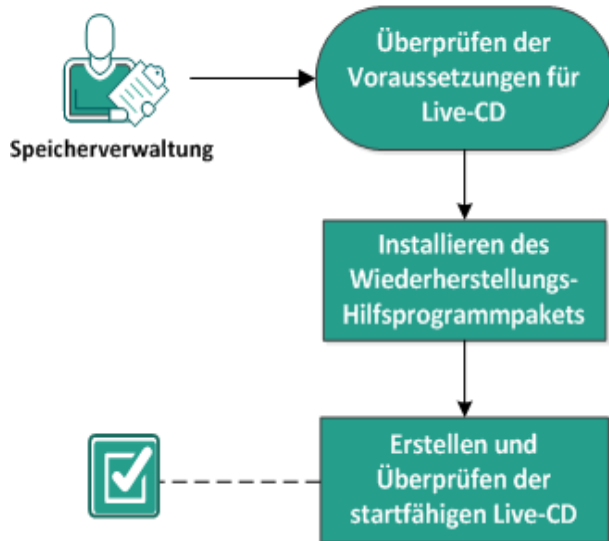 Überprüfen der
Voraussetzungen für
Live-CD
Speicherverwaltung
Installieren des
Wiederherstellungs-
Hilfsprogrammpakets
Erstellen und
Überprüfen der
startfähigen Live-CD